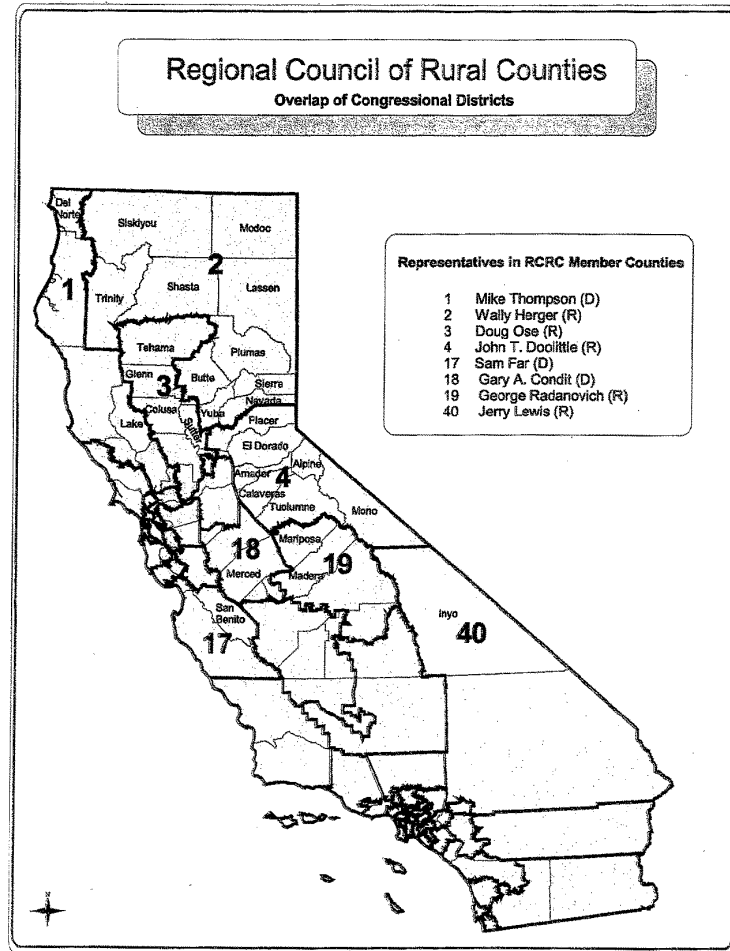 Regional Council of Rural Counties
Overlap of Congressional Districts
Del
Norte
Siskiyou
Modoc
2
1
Trinity
Shasta
Lassen
Tehama
Plumas
Glenn
3
Butte
Sierra
Colusa
Yuba
Nevada
Lake
Sutter
Placer
El Dorado
Alpine
Amador
4
Calaveras
Tuolumne
Mono
18
Mariposa
19
Merced
Madera
San
Benito
17
Inyo
40
Representatives in RCRC Member Counties
1 Mike Thompson (D)
2 Wally Herger (R)
3 Doug Ose (R)
4 John T. Doolittle (R)
17 Sam Far (D)
18 Gary A. Condit (D)
19 George Radanovich (R)
40 Jerry Lewis (R)
N